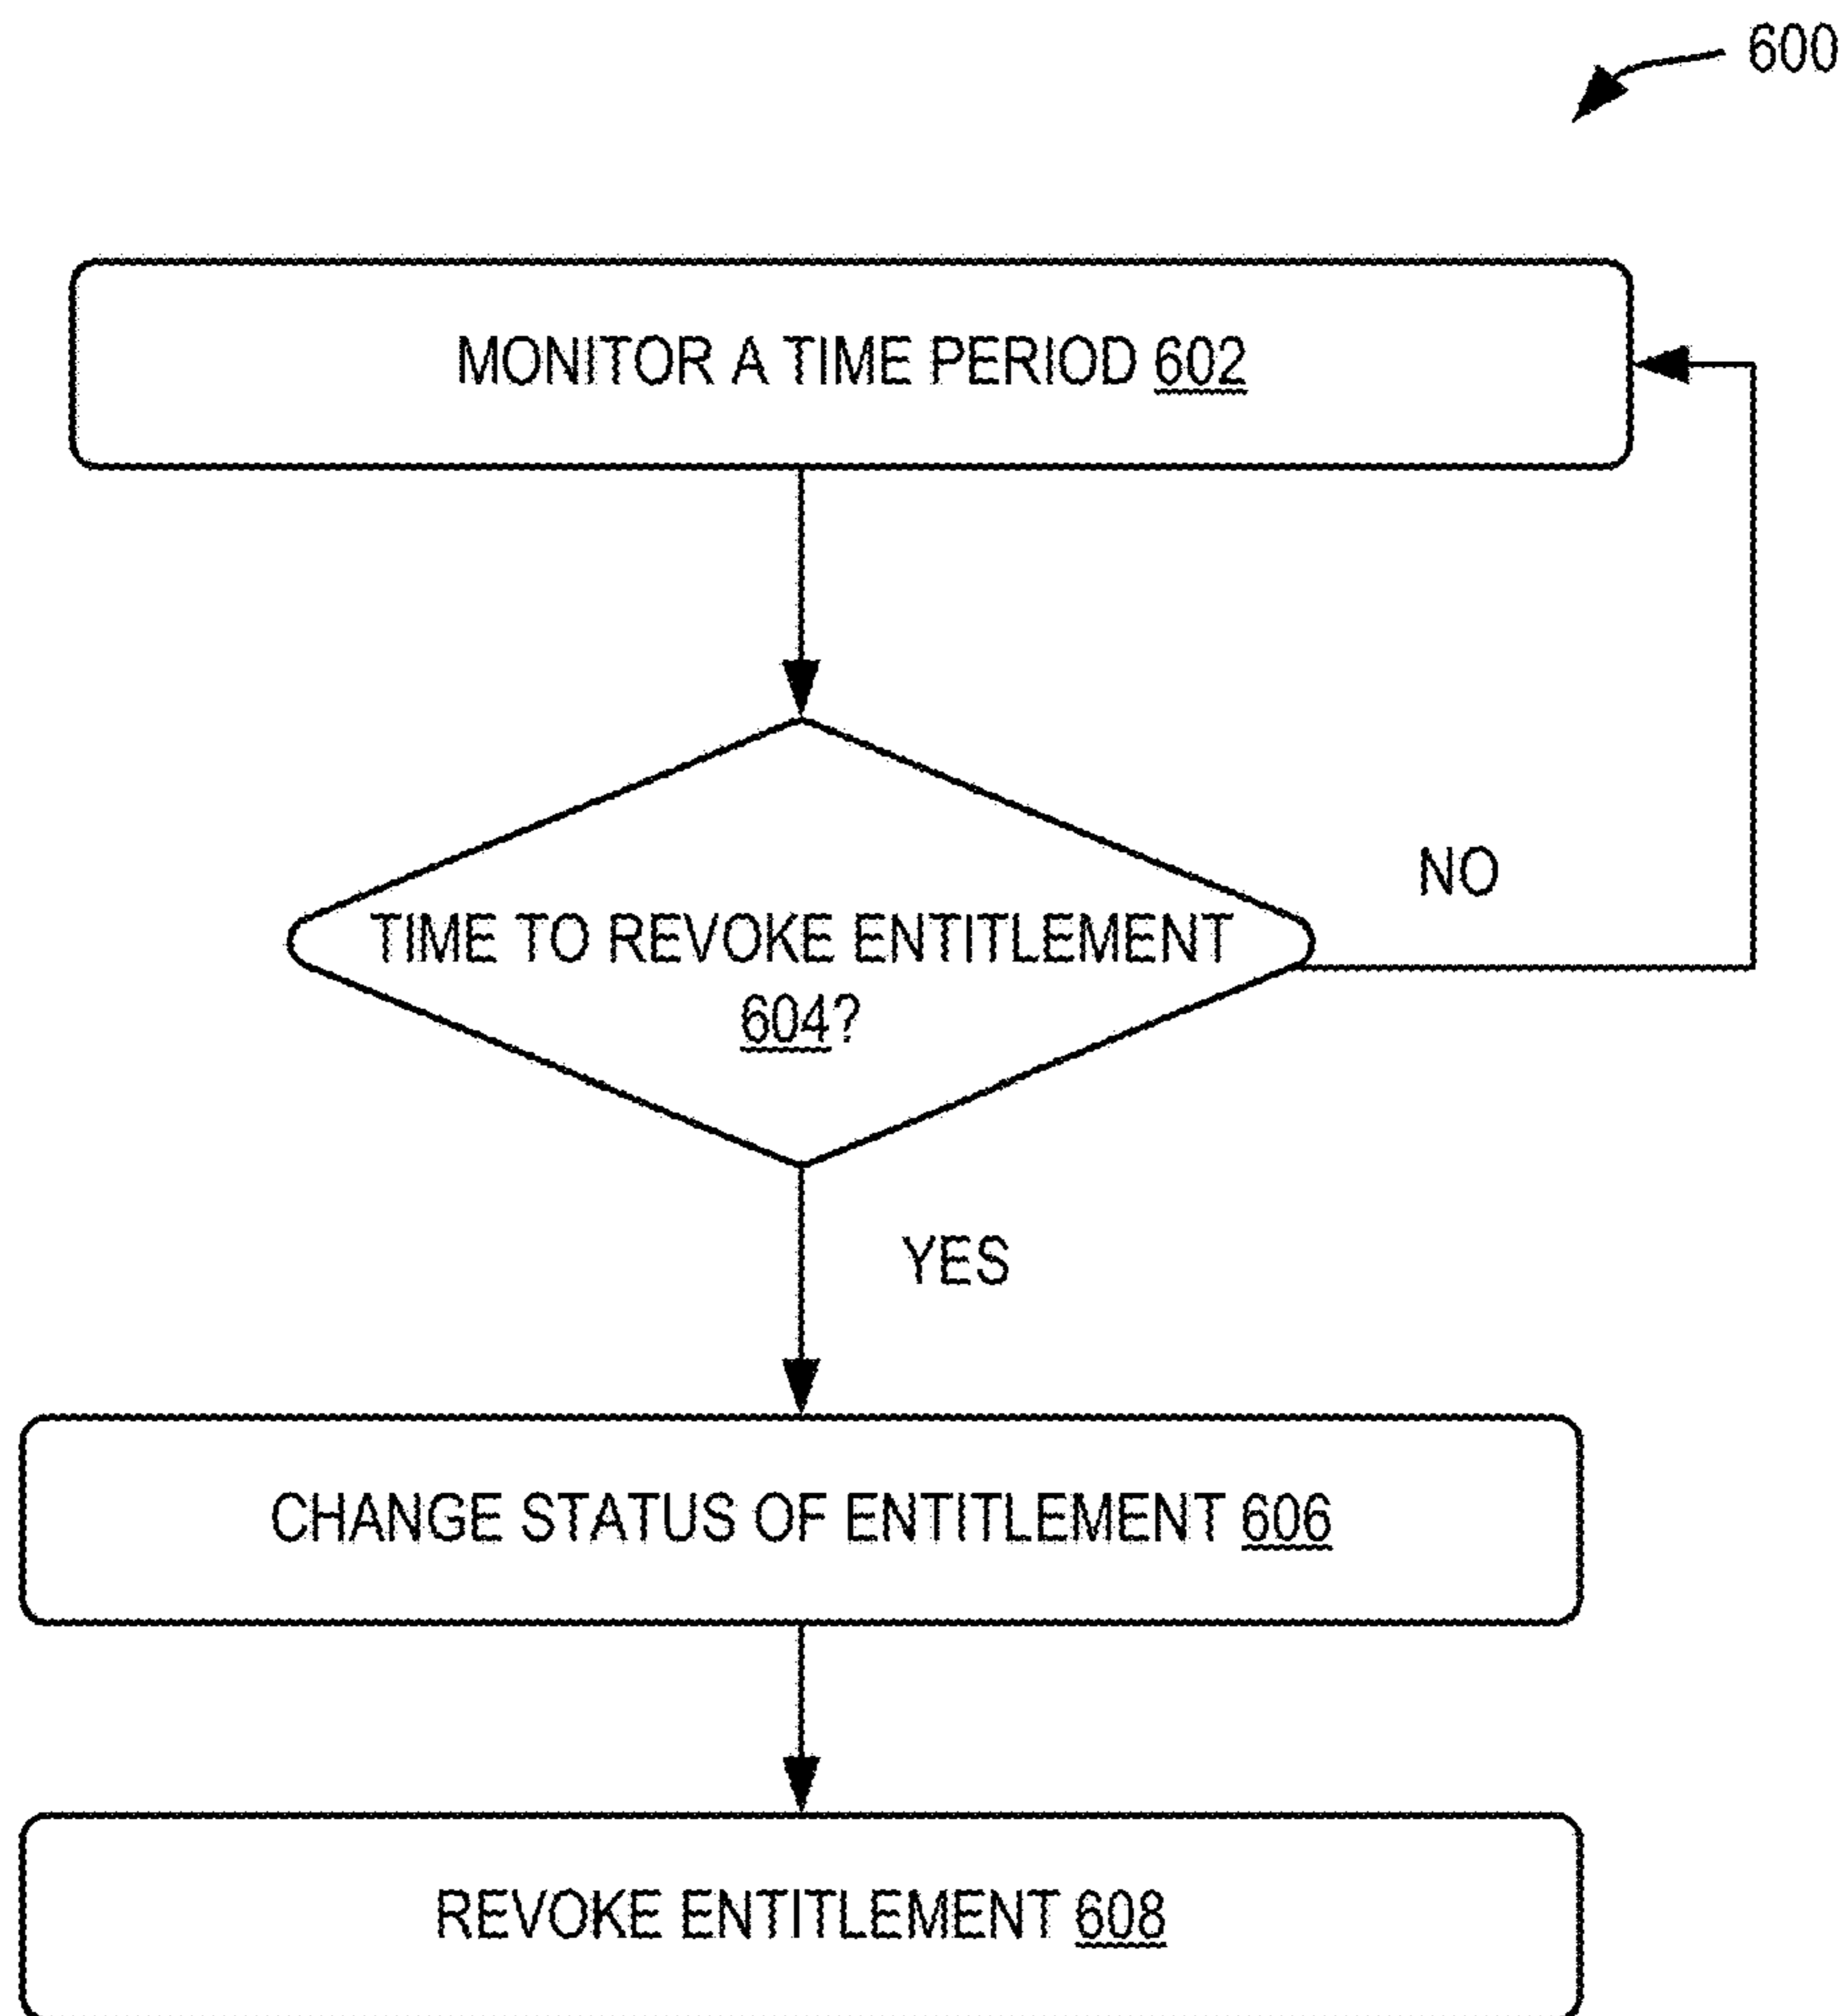 600
MONITOR A TIME PERIOD 602
TIME TO REVOKE ENTITLEMENT
604?
NO
YES
CHANGE STATUS OF ENTITLEMENT 606
REVOKE ENTITLEMENT 608